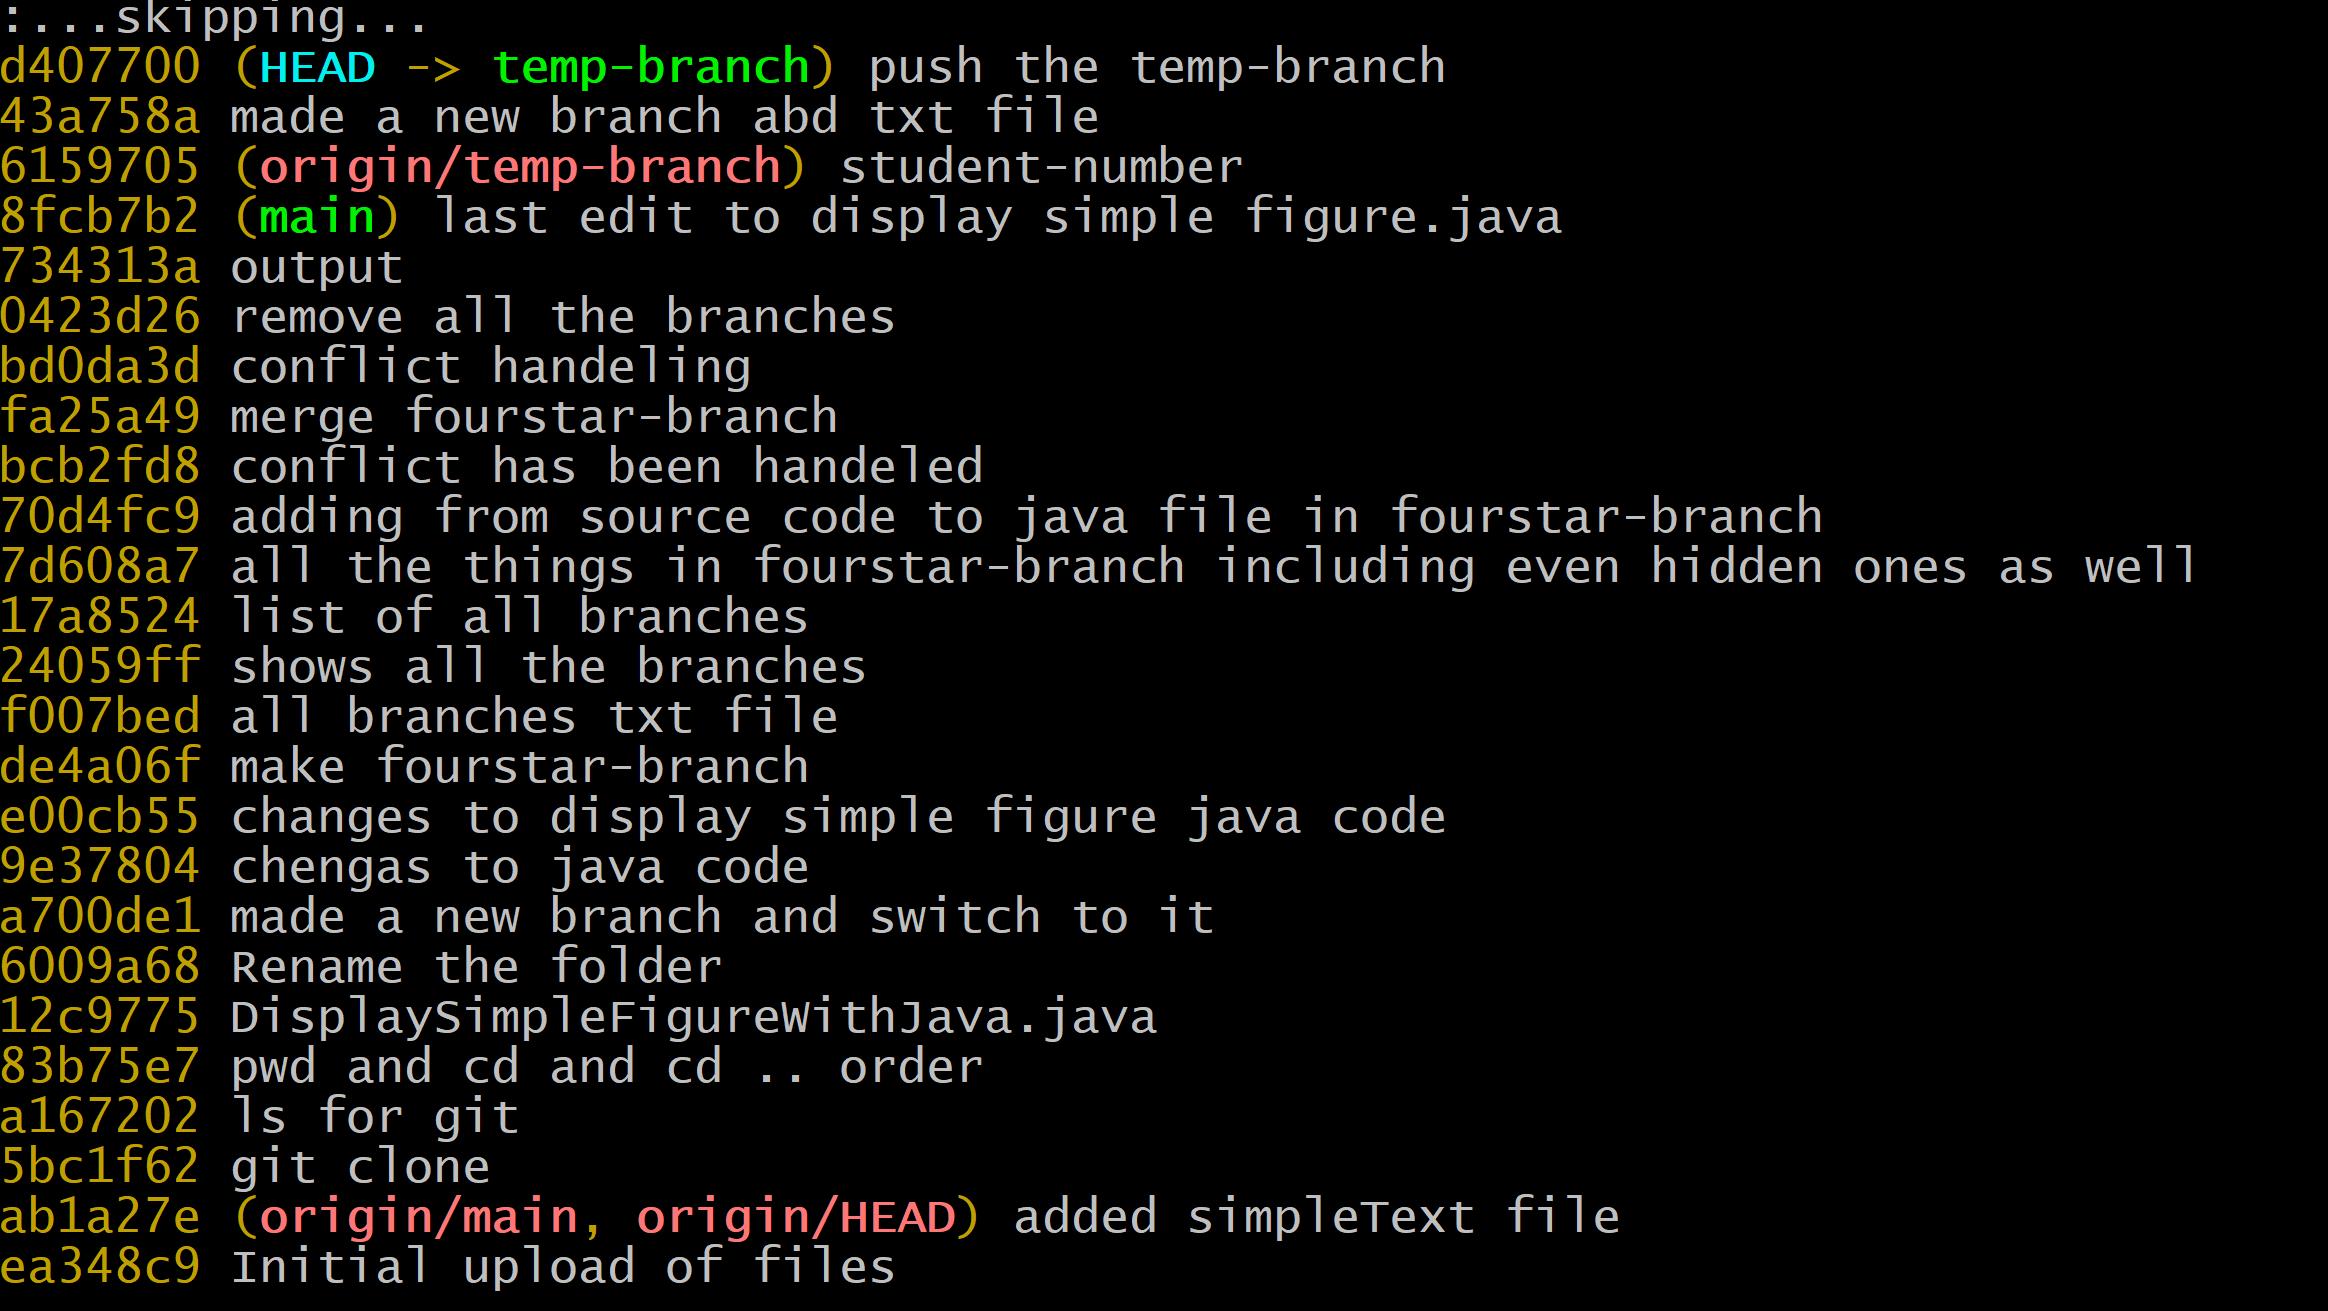 :...skipping...
d407700 (HEAD -> temp-branch) push the temp-branch
43a758a made a new branch abd txt file
6159705 (origin/temp-branch) student-number
8fcb7b2 (main) last edit to display simple figure.java
734313a output
0423d26 remove all the branches
bd0da3d conflict handeling
fa25a49 merge fourstar-branch
bcb2fd8 conflict has been handeled
70d4fc9 adding from source code to java file in fourstar-branch
7d608a7 all the things in fourstar-branch including even hidden ones as well
17a8524 list of all branches
24059ff shows all the branches
f007bed all branches txt file
de4a06f make fourstar-branch
e00cb55 changes to display simple figure java code
9e37804 chengas to java code
a700de1 made a new branch and switch to it
6009a68 Rename the folder
12c9775 DisplaySimpleFigureWithJava.java
83b75e7 pwd and cd and cd .. order
a167202 ls for git
5bc1f62 git clone
ab1a27e (origin/main, origin/HEAD) added simpleText file
ea348c9 Initial upload of files